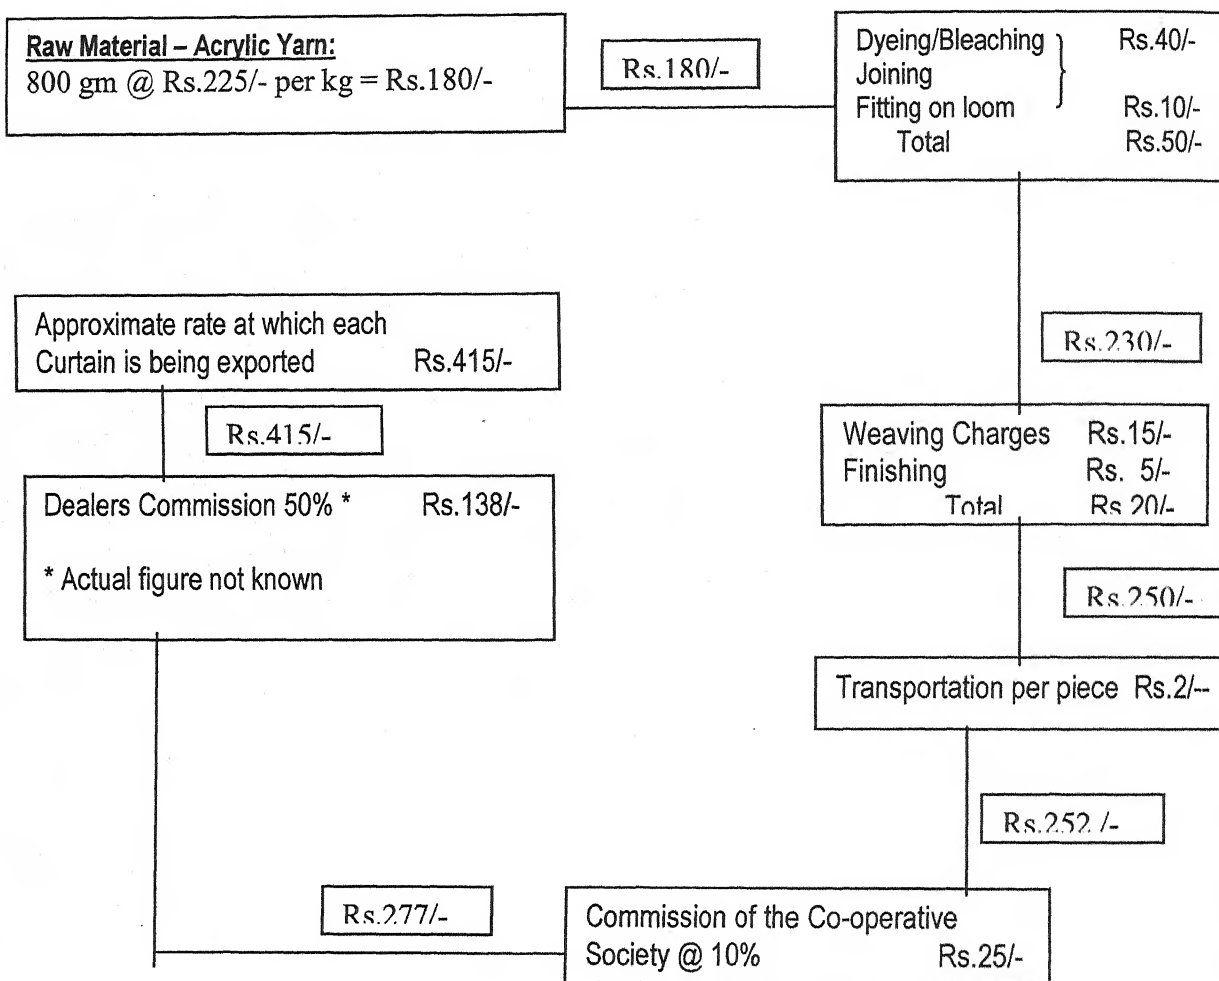 Raw Material – Acrylic Yarn:
800 gm @ Rs.225/- per kg = Rs.180/-
Rs.180/-
Dyeing/Bleaching } Rs.40/-
Joining
Fitting on loom Rs.10/-
Total Rs.50/-
Rs.230/-
Weaving Charges Rs.15/-
Finishing Rs. 5/-
Total Rs 20/-
Rs.250/-
Transportation per piece Rs.2/--
Rs.252 /-
Commission of the Co-operative
Society @ 10% Rs.25/-
Rs.277/-
Dealers Commission 50% * Rs.138/-
* Actual figure not known
Rs.415/-
Approximate rate at which each
Curtain is being exported Rs.415/-